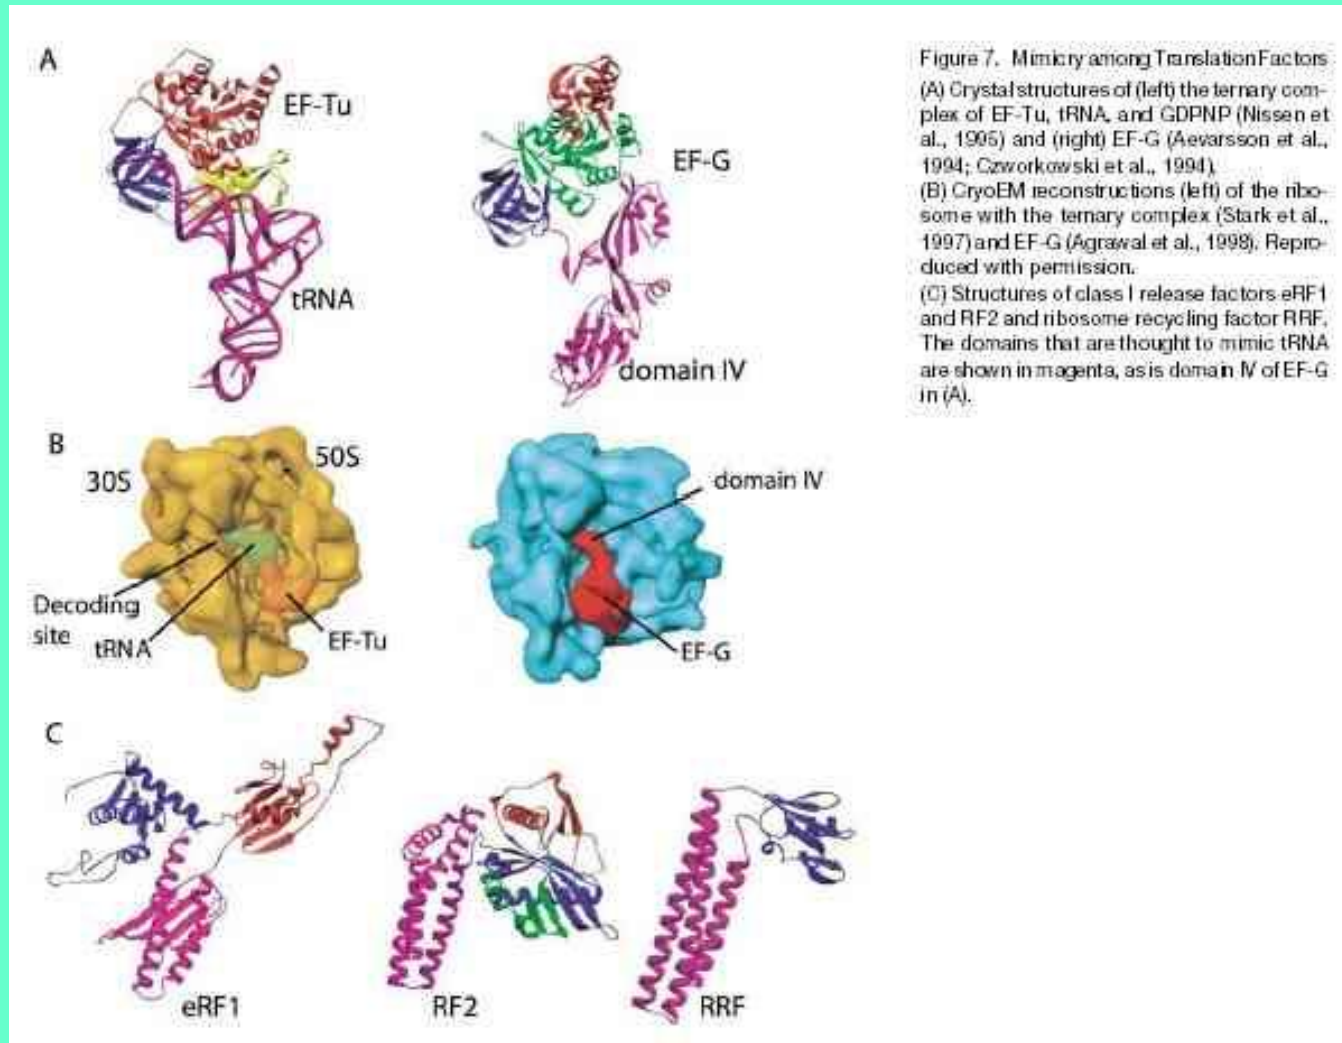 A
EF-Tu
tRNA
EF-G
domain IV
Figure 7. Mimicry among Translation Factors
(A) Crystal structures of (left) the ternary com-
plex of EF-Tu, tRNA, and GDPNP (Nissen et
al., 1995) and (right) EF-G (Aevarsson et al.,
1994; Czworkowski et al., 1994).
(B) CryoEM reconstructions (left) of the ribo-
some with the ternary complex (Stark et al.,
1997) and EF-G (Agrawal et al., 1998). Repro-
duced with permission.
(C) Structures of class I release factors eRF1
and RF2 and ribosome recycling factor RRF.
The domains that are thought to mimic tRNA
are shown in magenta, as is domain IV of EF-G
in (A).
B
30S
50S
Decoding
site
tRNA
EF-Tu
domain IV
EF-G
C
eRF1
RF2
RRF